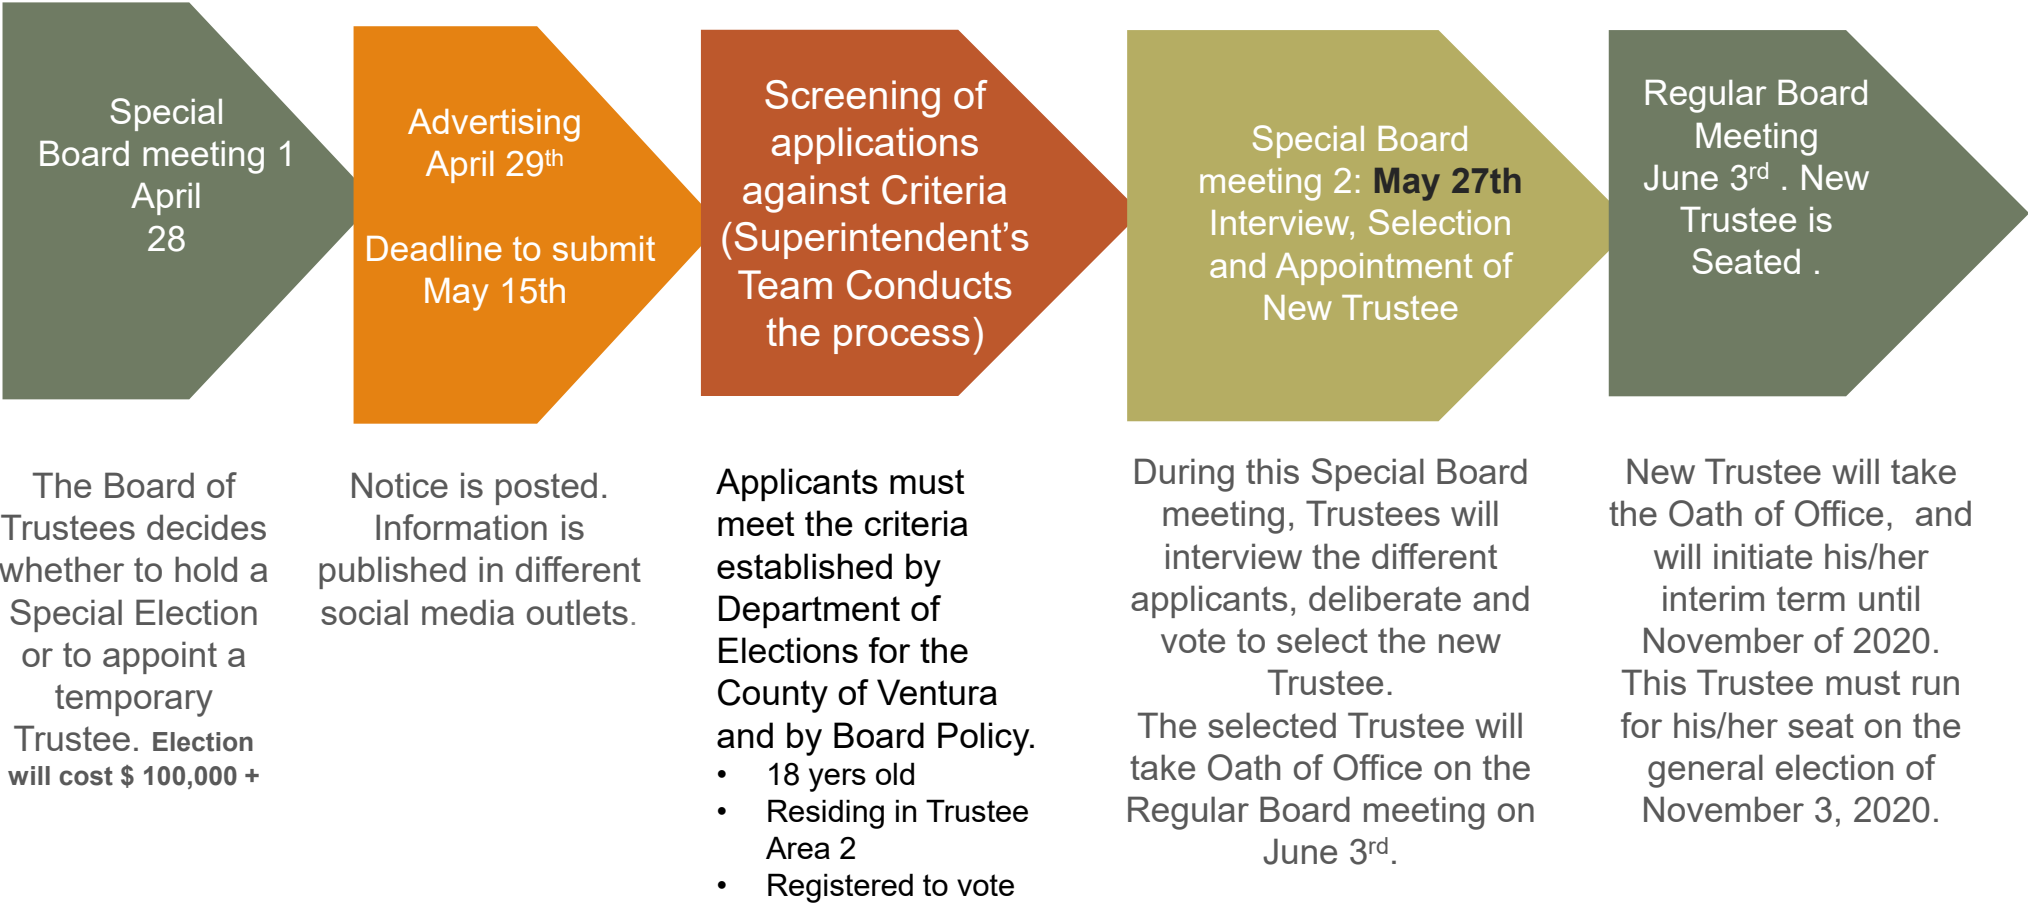 Special
Board meeting 1
April
28
Advertising
April 29th
Deadline to submit
May 15th
Screening of
applications
against Criteria
(Superintendent’s
Team Conducts
the process)
Special Board
meeting 2: May 27th
Interview, Selection
and Appointment of
New Trustee
Regular Board
Meeting
June 3rd . New
Trustee is
Seated .
The Board of
Trustees decides
whether to hold a
Special Election
or to appoint a
temporary
Trustee. Election
will cost $ 100,000 +
Notice is posted.
Information is
published in different
social media outlets.
Applicants must
meet the criteria
established by
Department of
Elections for the
County of Ventura
and by Board Policy.
• 18 yers old
• Residing in Trustee
Area 2
• Registered to vote
During this Special Board
meeting, Trustees will
interview the different
applicants, deliberate and
vote to select the new
Trustee.
The selected Trustee will
take Oath of Office on the
Regular Board meeting on
June 3rd.
New Trustee will take
the Oath of Office,  and
will initiate his/her
interim term until
November of 2020.
This Trustee must run
for his/her seat on the
general election of
November 3, 2020.